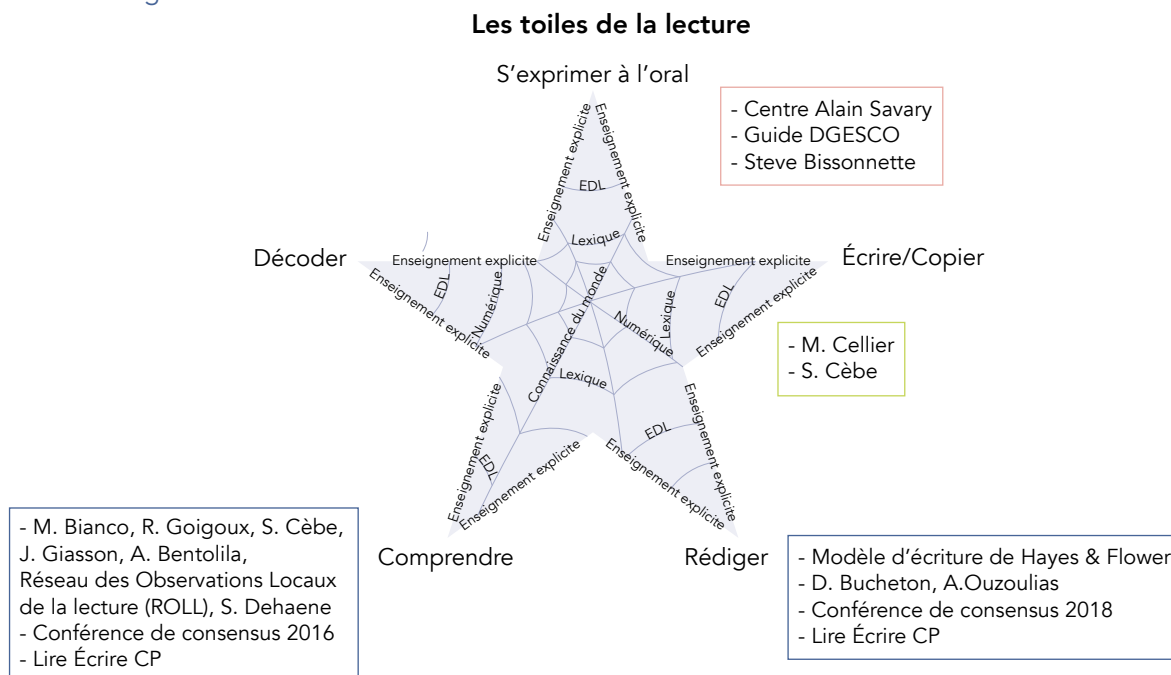 Les toiles de la lecture
S'exprimer à l'oral
- Centre Alain Savary
- Guide DGESCO
- Steve Bissonnette
Enseignement explicite
Enseignement explicite
EDL
Lexique
Décoder
Enseignement explicite
Enseignement explicite
EDL
Numérique
Connaissance du monde
Numérique
Lexique
Enseignement explicite
EDL
Enseignement explicite
Écrire/Copier
- M. Cellier
- S. Cèbe
Lexique
Enseignement explicite
EDL
Enseignement explicite
EDL
Enseignement explicite
Enseignement explicite
Comprendre
Rédiger
- M. Bianco, R. Goigoux, S. Cèbe,
J. Giasson, A. Bentolila,
Réseau des Observations Locaux
de la lecture (ROLL), S. Dehaene
- Conférence de consensus 2016
- Lire Écrire CP
- Modèle d'écriture de Hayes & Flower
- D. Bucheton, A.Ouzoulias
- Conférence de consensus 2018
- Lire Écrire CP